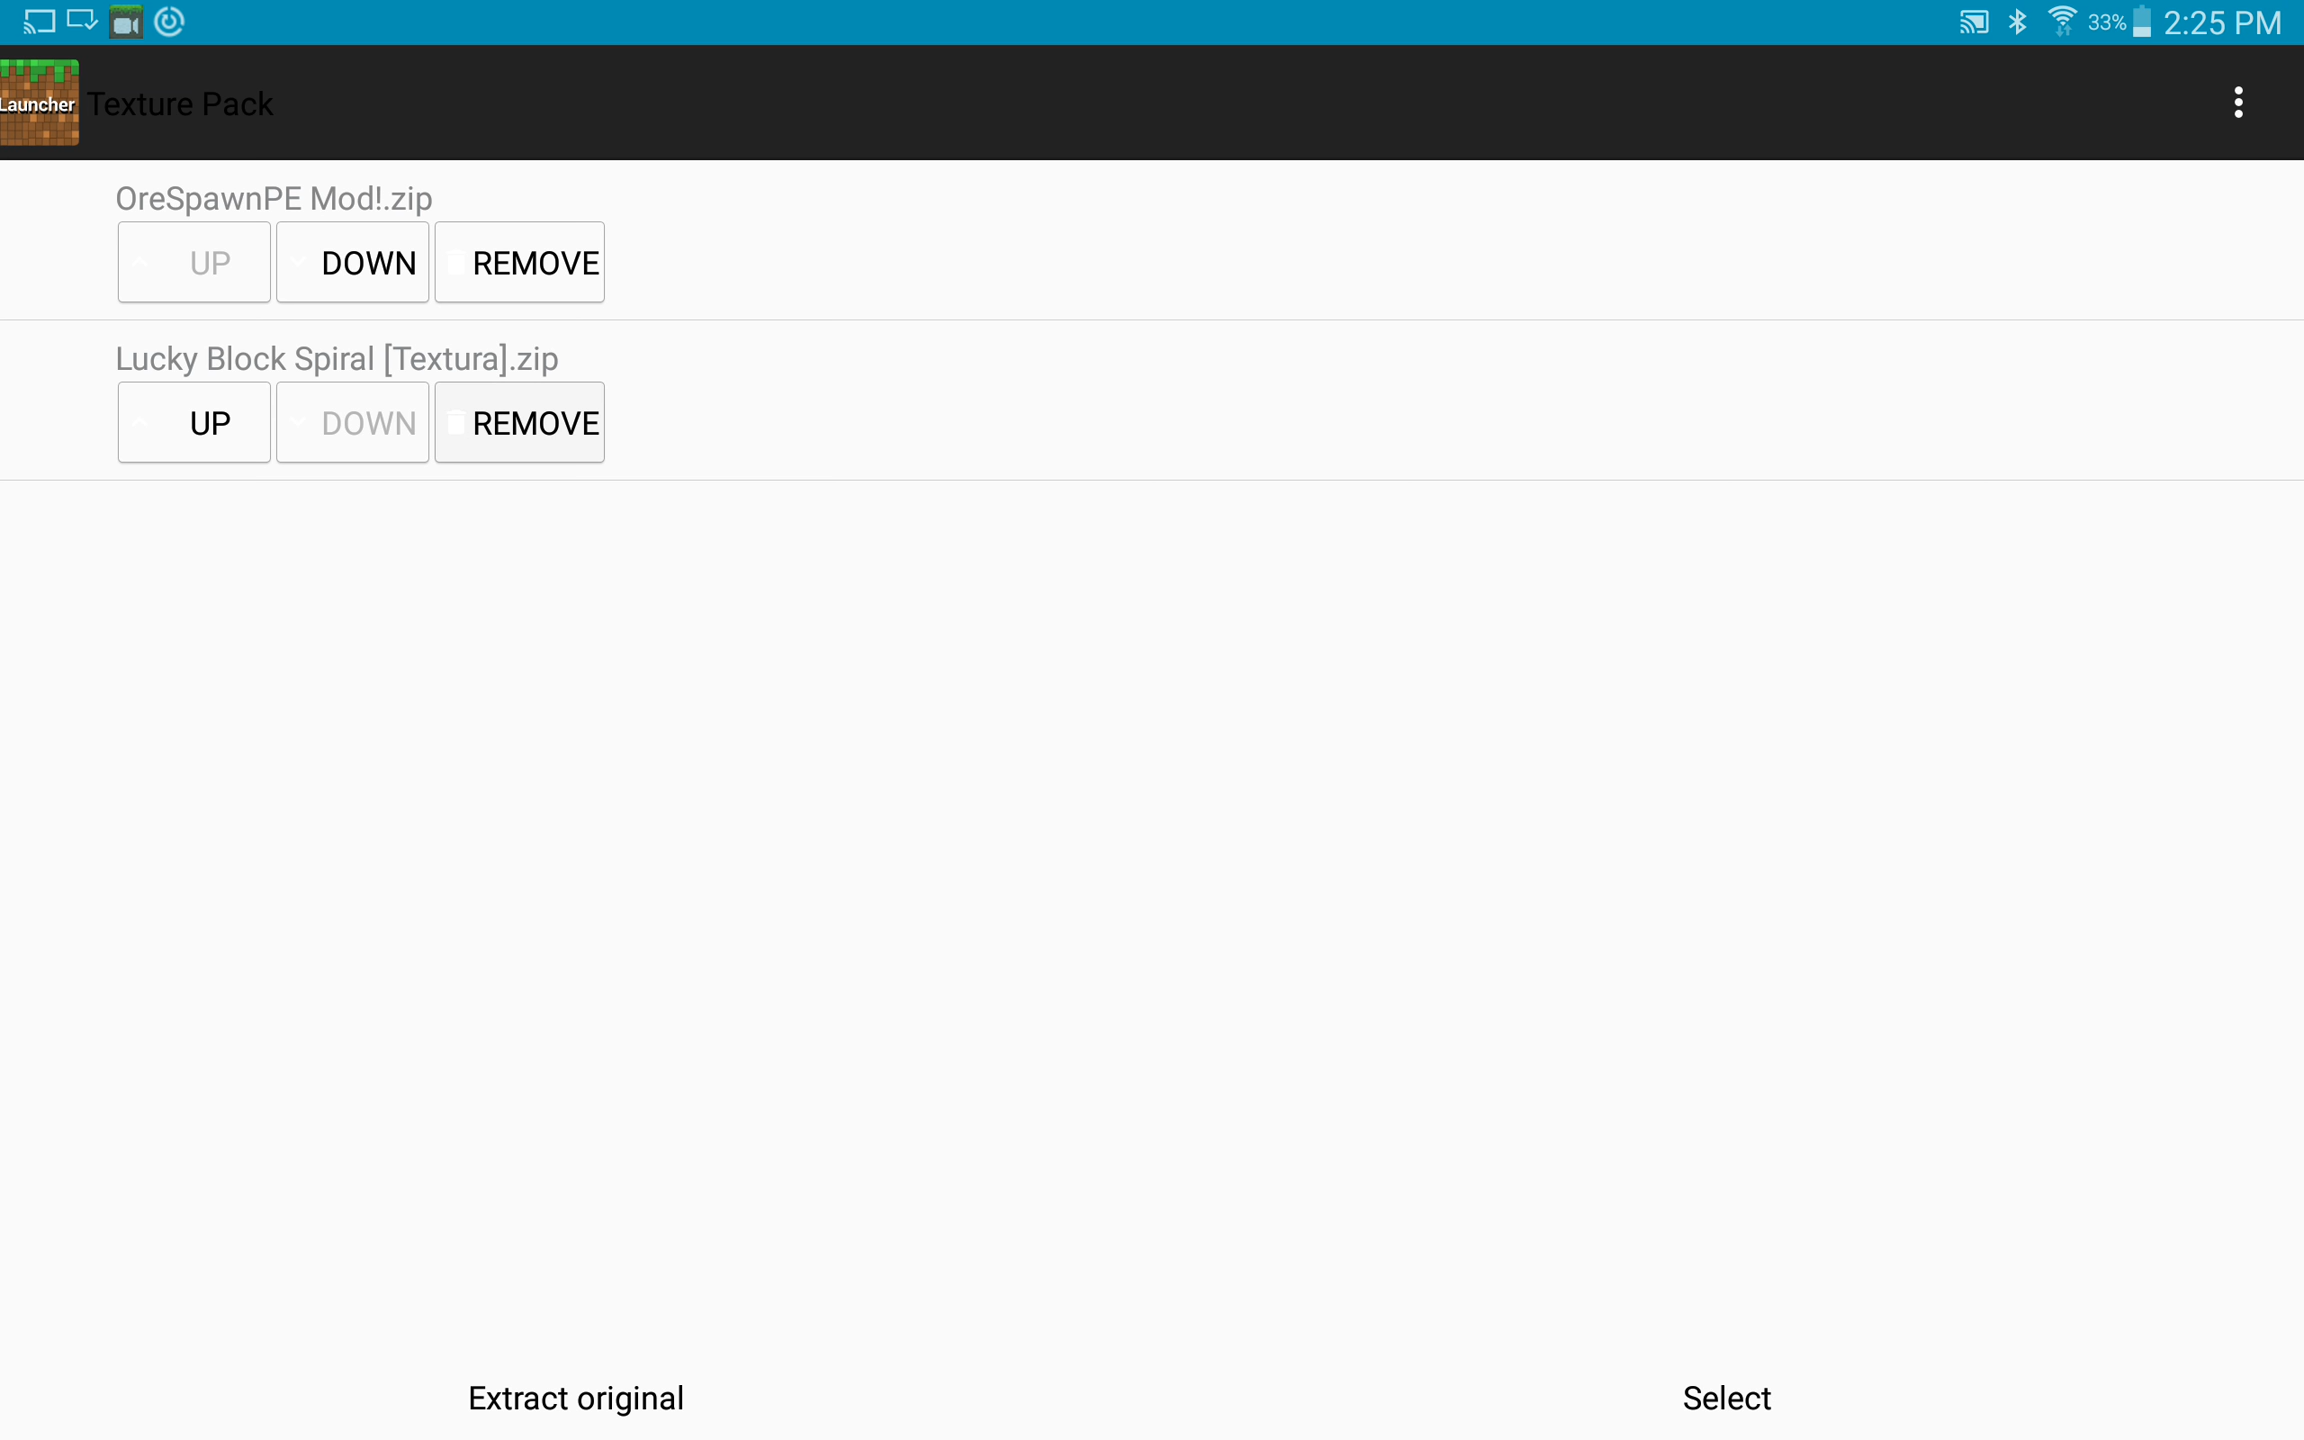 33% 2:25 PM
Launcher Texture Pack
OreSpawnPE Mod!.zip
UP DOWN REMOVE
Lucky Block Spiral [Textura].zip
UP DOWN REMOVE
Extract original Select